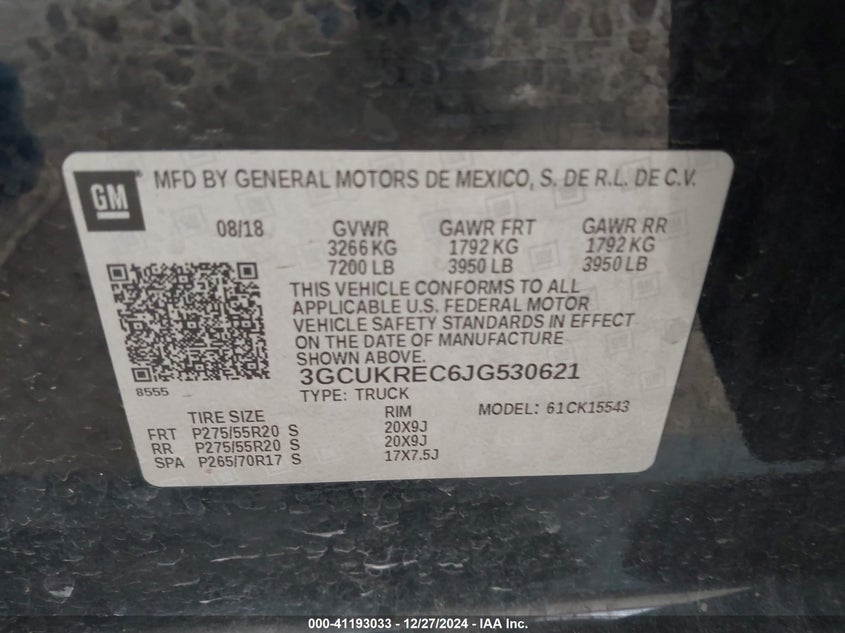 GM
MFD BY GENERAL MOTORS DE MEXICO, S. DE R.L. DE C.V.
08/18 GVWR GAWR FRT GAWR RR
3266 KG 1792 KG 1792 KG
7200 LB 3950 LB 3950 LB
THIS VEHICLE CONFORMS TO ALL
APPLICABLE U.S. FEDERAL MOTOR
VEHICLE SAFETY STANDARDS IN EFFECT
ON THE DATE OF MANUFACTURE
SHOWN ABOVE.
3GCUKREC6JG530621
8555
TYPE: TRUCK MODEL: 61CK15543
TIRE SIZE RIM
FRT P275/55R20 S 20X9J
RR P275/55R20 S 20X9J
SPA P265/70R17 S 17X7.5J
000-41193033 — 12/27/2024 - IAA Inc.